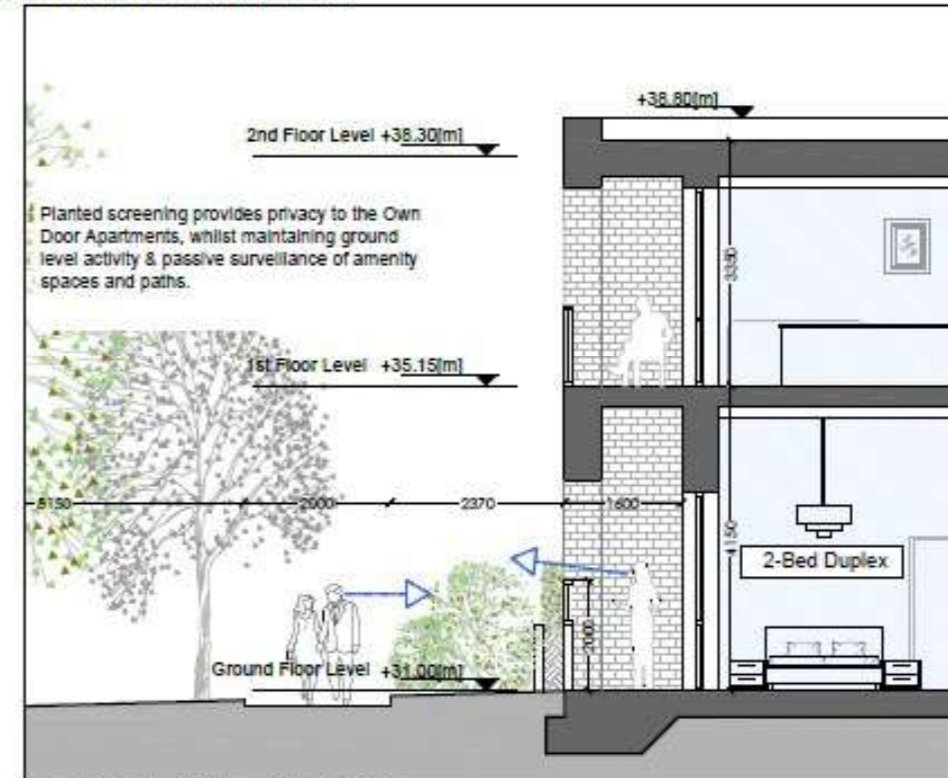 +38.80[m]
2nd Floor Level +38.30[m]
Planted screening provides privacy to the Own
Door Apartments, whilst maintaining ground
level activity & passive surveillance of amenity
spaces and paths.
3350
1st Floor Level +35.15[m]
5150 2000 2370 1600
4150
2-Bed Duplex
2000
Ground Floor Level +31.00[m]